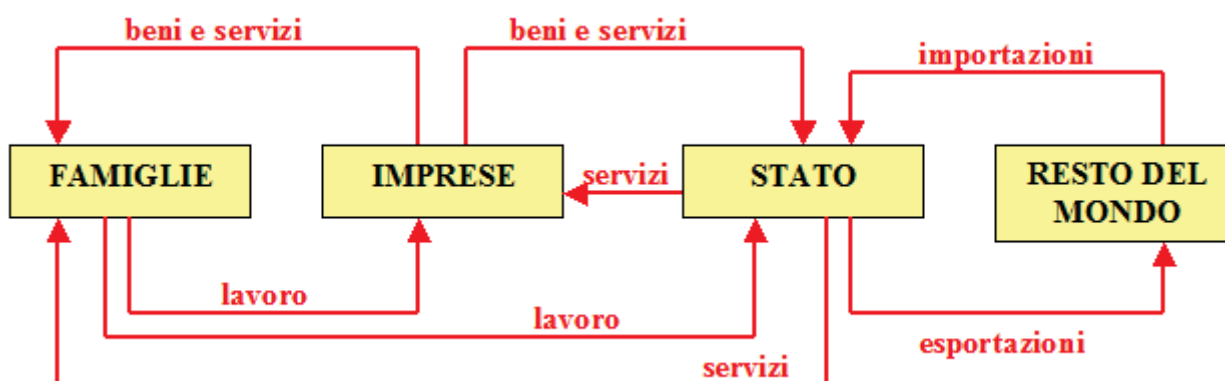 beni e servizi
beni e servizi
importazioni
FAMIGLIE
IMPRESE
servizi
STATO
RESTO DEL
MONDO
lavoro
lavoro
esportazioni
servizi